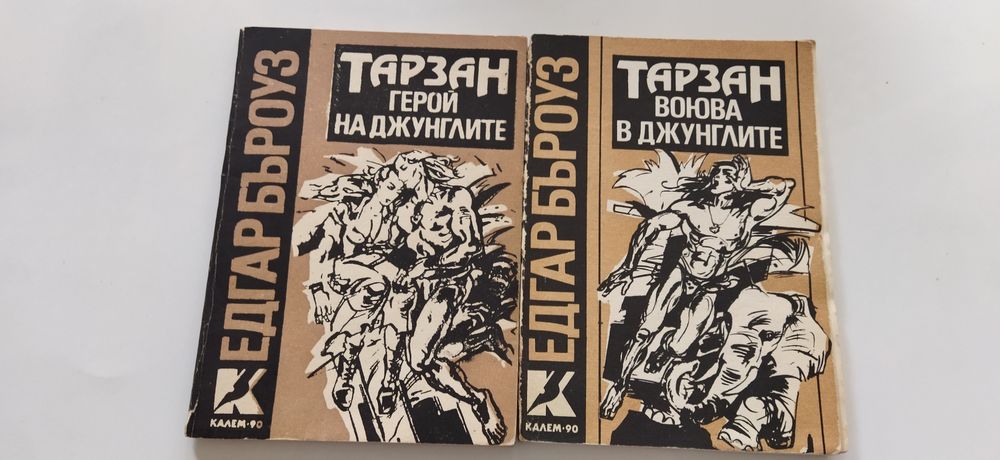 ЕДГАР БЪРОУЗ
ТАРЗАН
ГЕРОЙ
НА ДЖУНГЛИТЕ
К
КАЛЕМ·90
ЕДГАР БЪРОУЗ
ТАРЗАН
ВОЮВА
В ДЖУНГЛИТЕ
К
КАЛЕМ·90